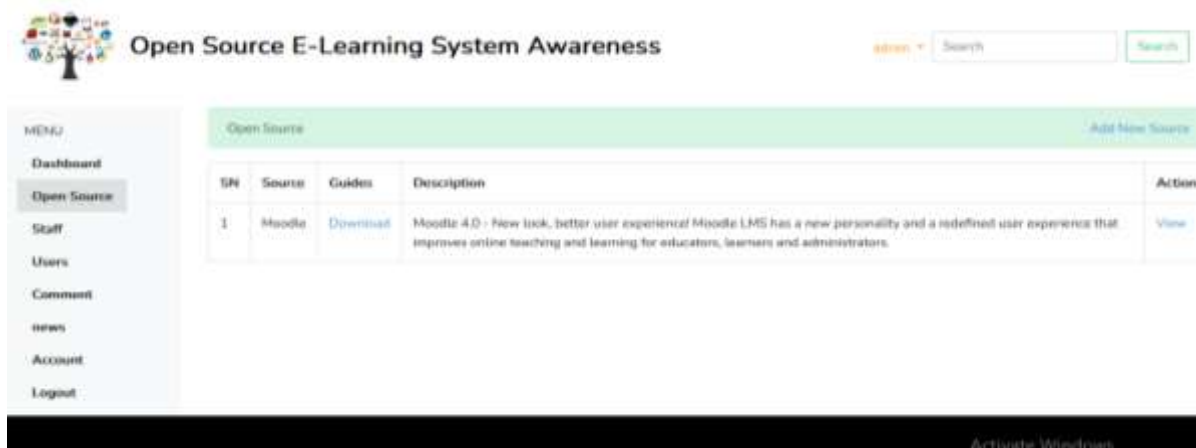 Open Source E-Learning System Awareness
admin
Search
Search
MENU
Dashboard
Open Source
Staff
Users
Comment
news
Account
Logout
Open Source
Add New Source
SN Source Guides Description Action
1 Moodle Download Moodle 4.0 - New look, better user experience! Moodle LMS has a new personality and a redefined user experience that View
improves online teaching and learning for educators, learners and administrators.
Activate Windows